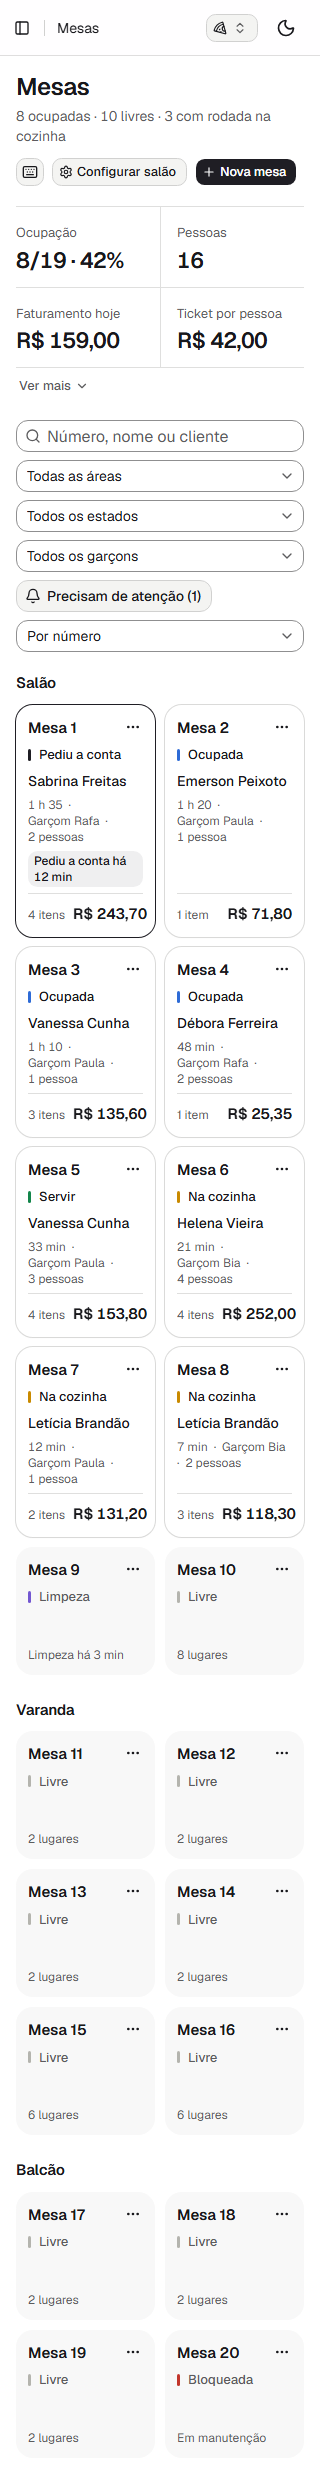 Mesas
Mesas
8 ocupadas · 10 livres · 3 com rodada na
cozinha
Configurar salão
Nova mesa
Ocupação
8/19 · 42%
Pessoas
16
Faturamento hoje
R$ 159,00
Ticket por pessoa
R$ 42,00
Ver mais
Número, nome ou cliente
Todas as áreas
Todos os estados
Todos os garçons
Precisam de atenção (1)
Por número
Salão
Mesa 1
Pediu a conta
Sabrina Freitas
1 h 35 ·
Garçom Rafa ·
2 pessoas
Pediu a conta há
12 min
4 itens R$ 243,70
Mesa 2
Ocupada
Emerson Peixoto
1 h 20 ·
Garçom Paula ·
1 pessoa
1 item R$ 71,80
Mesa 3
Ocupada
Vanessa Cunha
1 h 10 ·
Garçom Paula ·
1 pessoa
3 itens R$ 135,60
Mesa 4
Ocupada
Débora Ferreira
48 min ·
Garçom Rafa ·
2 pessoas
1 item R$ 25,35
Mesa 5
Servir
Vanessa Cunha
33 min ·
Garçom Paula ·
3 pessoas
4 itens R$ 153,80
Mesa 6
Na cozinha
Helena Vieira
21 min ·
Garçom Bia ·
4 pessoas
4 itens R$ 252,00
Mesa 7
Na cozinha
Letícia Brandão
12 min ·
Garçom Paula ·
1 pessoa
2 itens R$ 131,20
Mesa 8
Na cozinha
Letícia Brandão
7 min · Garçom Bia
· 2 pessoas
3 itens R$ 118,30
Mesa 9
Limpeza
Limpeza há 3 min
Mesa 10
Livre
8 lugares
Varanda
Mesa 11
Livre
2 lugares
Mesa 12
Livre
2 lugares
Mesa 13
Livre
2 lugares
Mesa 14
Livre
2 lugares
Mesa 15
Livre
6 lugares
Mesa 16
Livre
6 lugares
Balcão
Mesa 17
Livre
2 lugares
Mesa 18
Livre
2 lugares
Mesa 19
Livre
2 lugares
Mesa 20
Bloqueada
Em manutenção